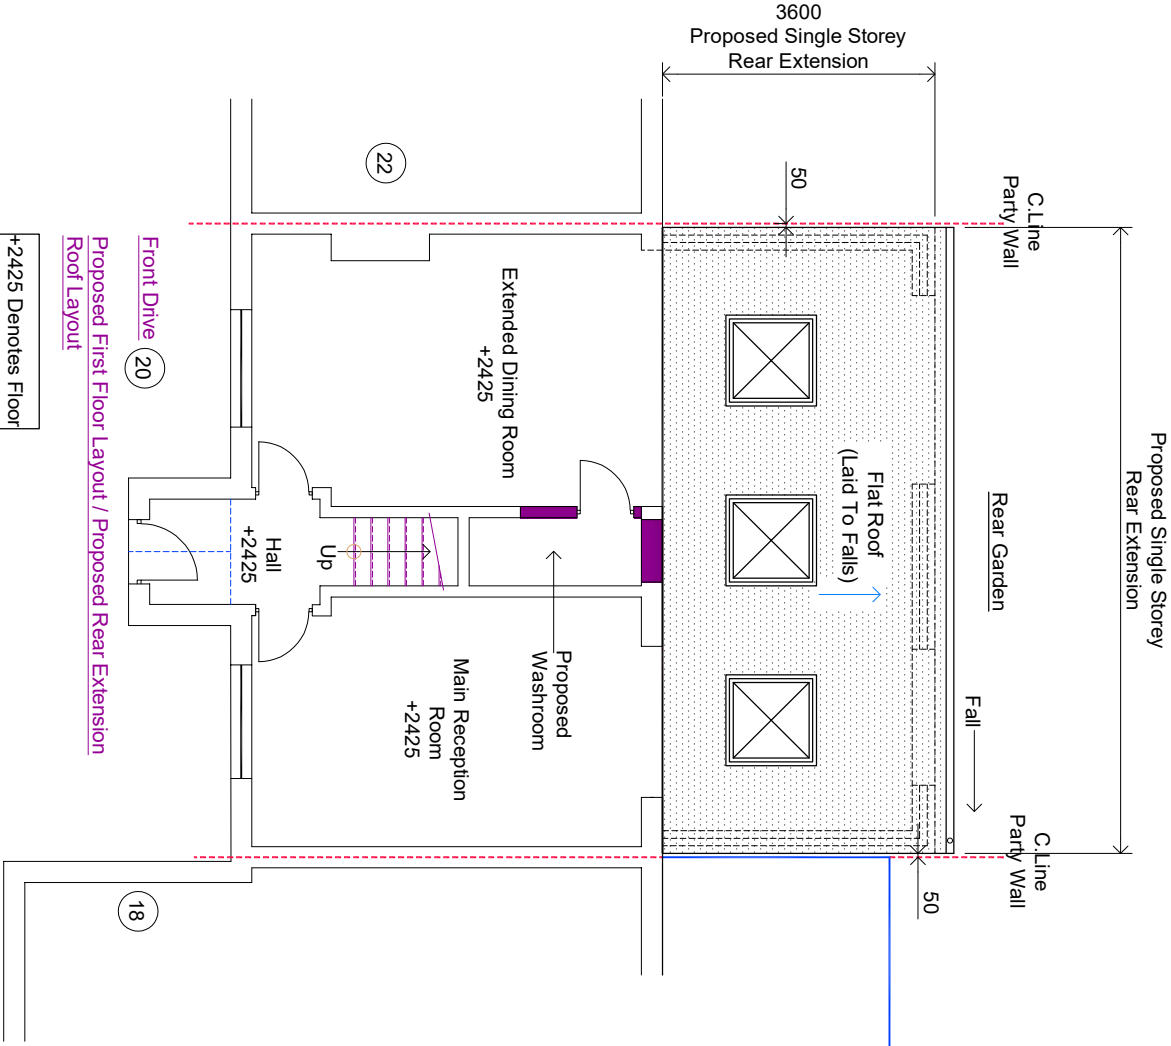 3600
Proposed Single Storey
Rear Extension
Proposed Single Storey
Rear Extension
C.Line
Party Wall
50
22
Rear Garden
Flat Roof
(Laid To Falls)
Fall
C.Line
Party Wall
50
Extended Dining Room
+2425
Proposed
Washroom
Main Reception
Room
+2425
Up
Hall
+2425
18
Front Drive
20
Proposed First Floor Layout / Proposed Rear Extension
Roof Layout
+2425 Denotes Floor